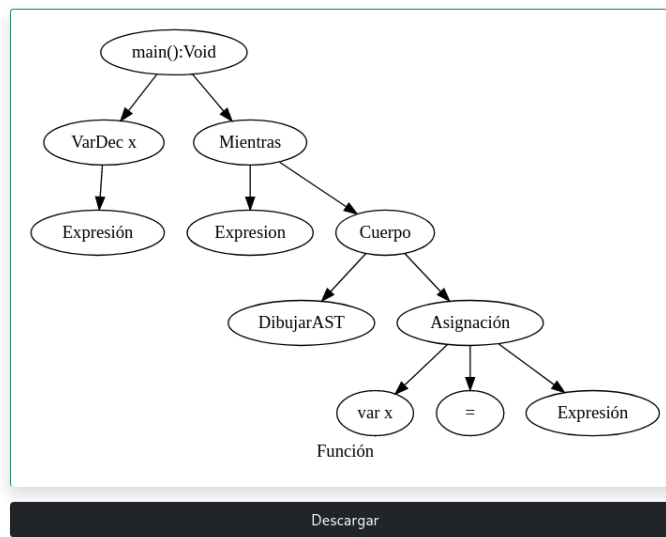 main():Void
VarDec x
Mientras
Expresión
Expresion
Cuerpo
DibujarAST
Asignación
var x
=
Expresión
Función
Descargar